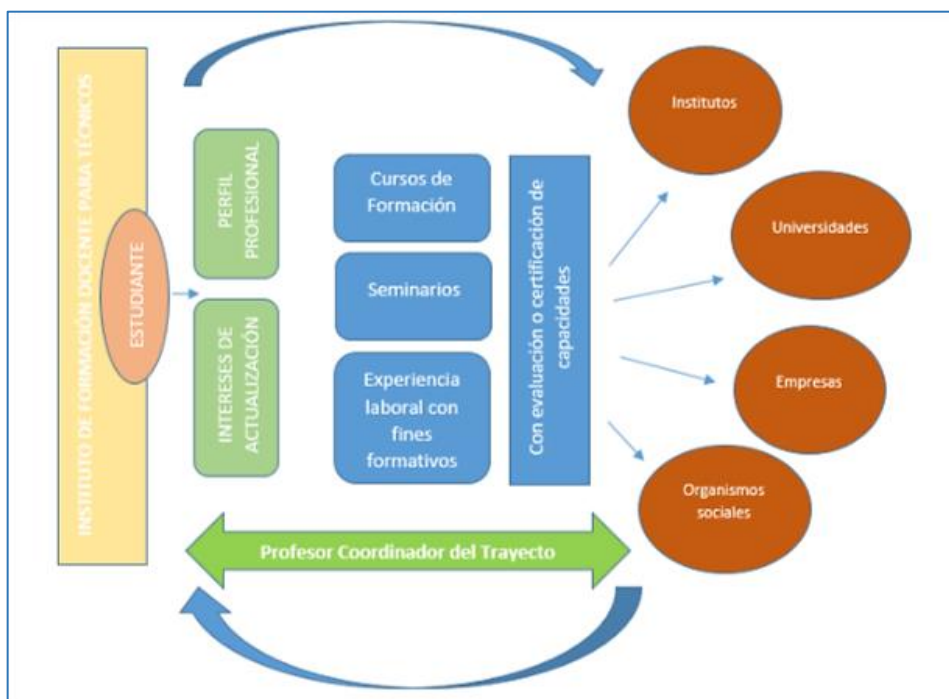 INSTITUTO DE FORMACIÓN DOCENTE PARA TÉCNICOS
ESTUDIANTE
PERFIL
PROFESIONAL
INTERESES DE
ACTUALIZACIÓN
Cursos de
Formación
Seminarios
Experiencia
laboral con
fines
formativos
Con evaluación o certificación de
capacidades
Institutos
Universidades
Empresas
Organismos
sociales
Profesor Coordinador del Trayecto